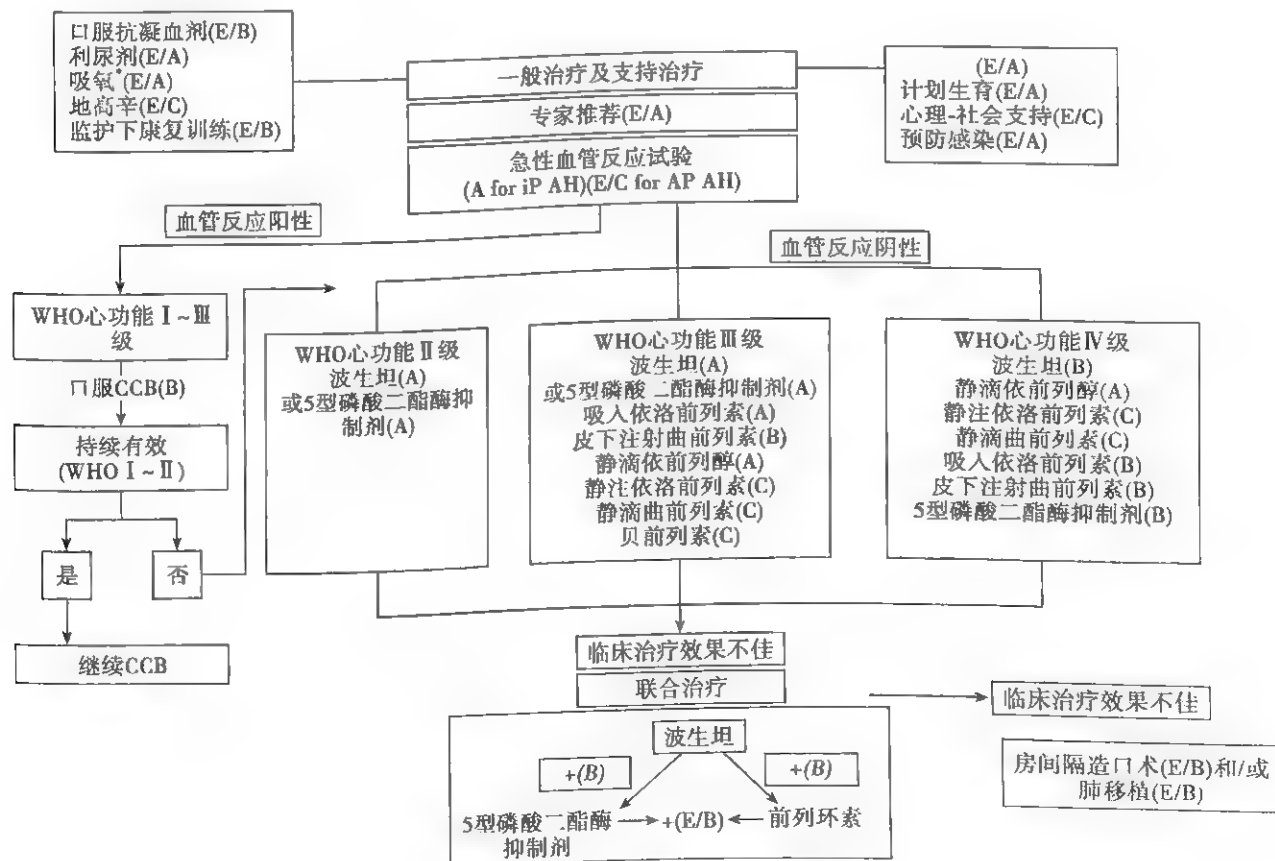 口服抗凝血剂(E/B)
利尿剂(E/A)
吸氧*(E/A)
地高辛(E/C)
监护下康复训练(E/B)
一般治疗及支持治疗
专家推荐(E/A)
急性血管反应试验
(A for iP AH)(E/C for AP AH)
(E/A)
计划生育(E/A)
心理-社会支持(E/C)
预防感染(E/A)
血管反应阳性
血管反应阴性
WHO心功能Ⅰ~Ⅲ
级
口服CCB(B)
持续有效
(WHO Ⅰ~Ⅱ)
是
否
继续CCB
WHO心功能Ⅱ级
波生坦(A)
或5型磷酸二酯酶抑
制剂(A)
WHO心功能Ⅲ级
波生坦(A)
或5型磷酸二酯酶抑制剂(A)
吸入依洛前列素(A)
皮下注射曲前列素(B)
静滴依前列醇(A)
静注依洛前列素(C)
静滴曲前列素(C)
贝前列素(C)
WHO心功能Ⅳ级
波生坦(B)
静滴依前列醇(A)
静注依洛前列素(C)
静滴曲前列素(C)
吸入依洛前列素(B)
皮下注射曲前列素(B)
5型磷酸二酯酶抑制剂(B)
临床治疗效果不佳
联合治疗
波生坦
+(B)
+(B)
5型磷酸二酯酶
抑制剂
+(E/B)
前列环素
临床治疗效果不佳
房间隔造口术(E/B)和/或
肺移植(E/B)